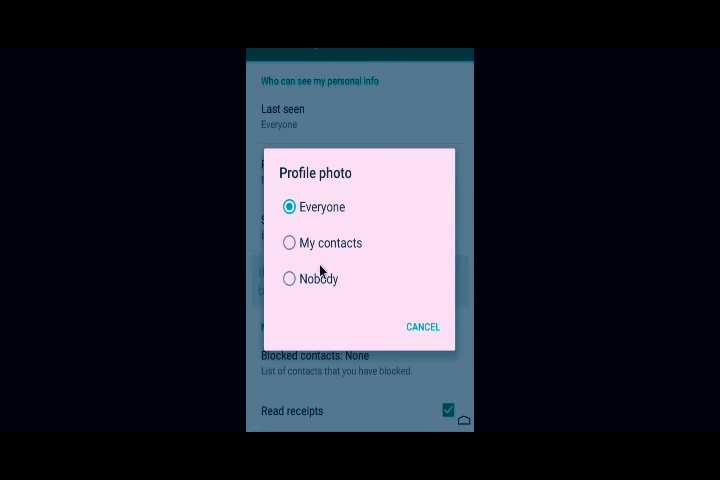 Who can see my personal info
Last seen
Everyone
Profile photo
Everyone
My contacts
Nobody
CANCEL
Blocked contacts: None
List of contacts that you have blocked.
Read receipts